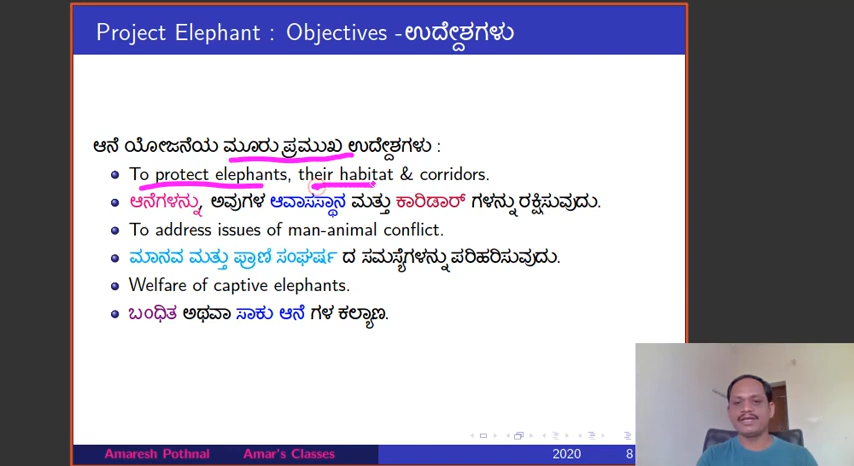 Project Elephant : Objectives -ಉದ್ದೇಶಗಳು
ಆನೆ ಯೋಜನೆಯ ಮೂರು ಪ್ರಮುಖ ಉದ್ದೇಶಗಳು :
To protect elephants, their habitat & corridors.
ಆನೆಗಳನ್ನು, ಅವುಗಳ ಆವಾಸಸ್ಥಾನ ಮತ್ತು ಕಾರಿಡಾರ್ ಗಳನ್ನು ರಕ್ಷಿಸುವುದು.
To address issues of man-animal conflict.
ಮಾನವ ಮತ್ತು ಪ್ರಾಣಿ ಸಂಘರ್ಷ ದ ಸಮಸ್ಯೆಗಳನ್ನು ಪರಿಹರಿಸುವುದು.
Welfare of captive elephants.
ಬಂಧಿತ ಅಥವಾ ಸಾಕು ಆನೆ ಗಳ ಕಲ್ಯಾಣ.
Amaresh Pothnal Amar's Classes 2020 8